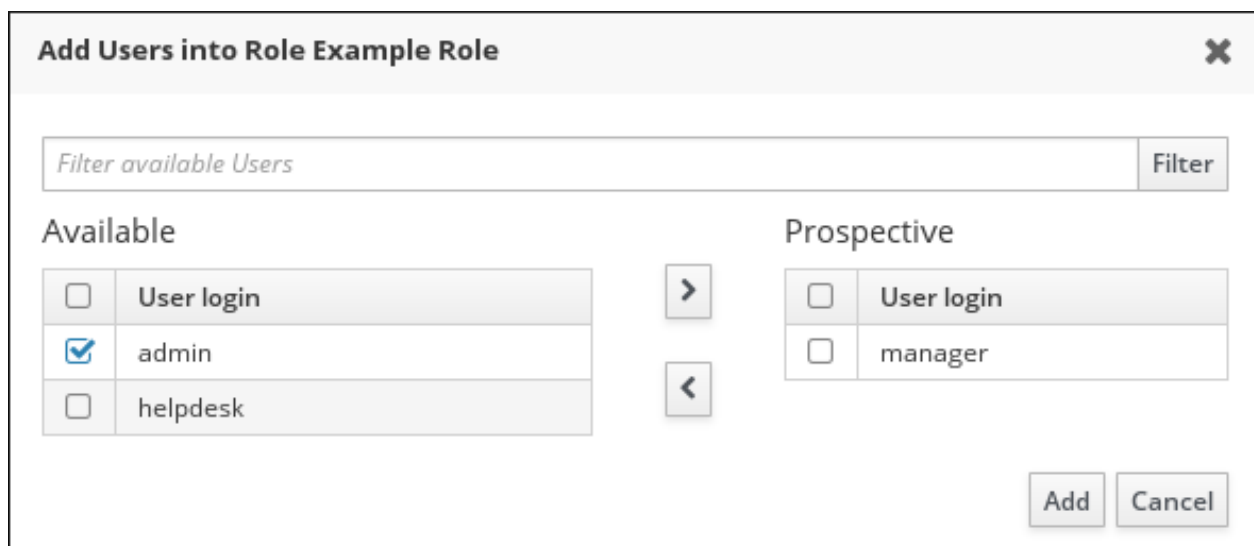 Add Users into Role Example Role
Filter available Users
Filter
Available
User login
admin
helpdesk
Prospective
User login
manager
Add
Cancel